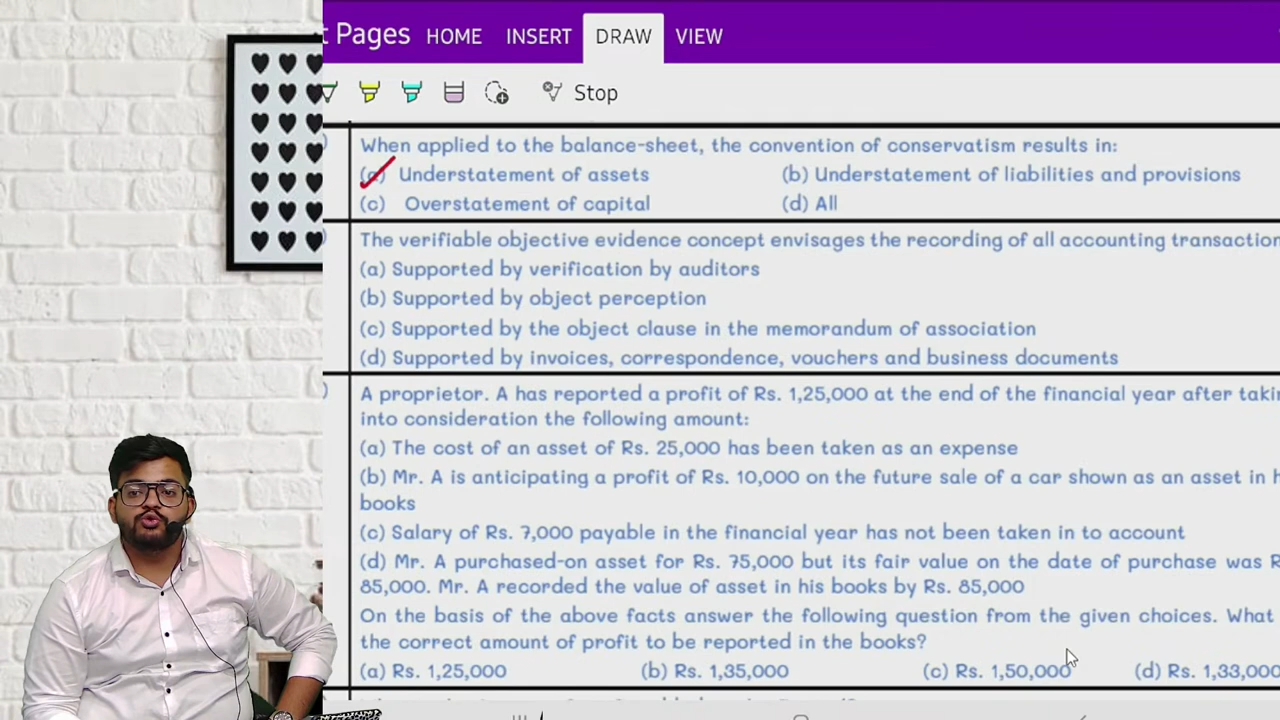 t Pages HOME INSERT DRAW VIEW
Stop
When applied to the balance-sheet, the convention of conservatism results in:
(a) Understatement of assets (b) Understatement of liabilities and provisions
(c) Overstatement of capital (d) All
The verifiable objective evidence concept envisages the recording of all accounting transaction
(a) Supported by verification by auditors
(b) Supported by object perception
(c) Supported by the object clause in the memorandum of association
(d) Supported by invoices, correspondence, vouchers and business documents
A proprietor. A has reported a profit of Rs. 1,25,000 at the end of the financial year after taki
into consideration the following amount:
(a) The cost of an asset of Rs. 25,000 has been taken as an expense
(b) Mr. A is anticipating a profit of Rs. 10,000 on the future sale of a car shown as an asset in h
books
(c) Salary of Rs. 7,000 payable in the financial year has not been taken in to account
(d) Mr. A purchased-on asset for Rs. 75,000 but its fair value on the date of purchase was R
85,000. Mr. A recorded the value of asset in his books by Rs. 85,000
On the basis of the above facts answer the following question from the given choices. What
the correct amount of profit to be reported in the books?
(a) Rs. 1,25,000 (b) Rs. 1,35,000 (c) Rs. 1,50,000 (d) Rs. 1,33,000